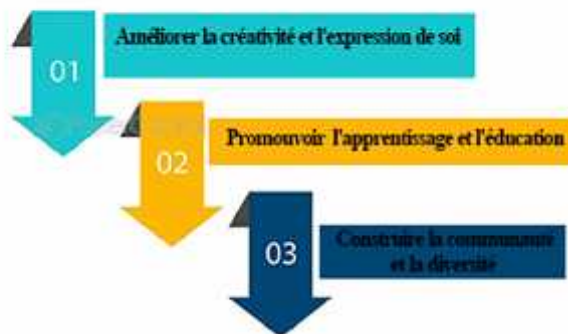 01
Améliorer la créativité et l'expression de soi
02
Promouvoir l'apprentissage et l'éducation
03
Construire la communauté
et la diversité